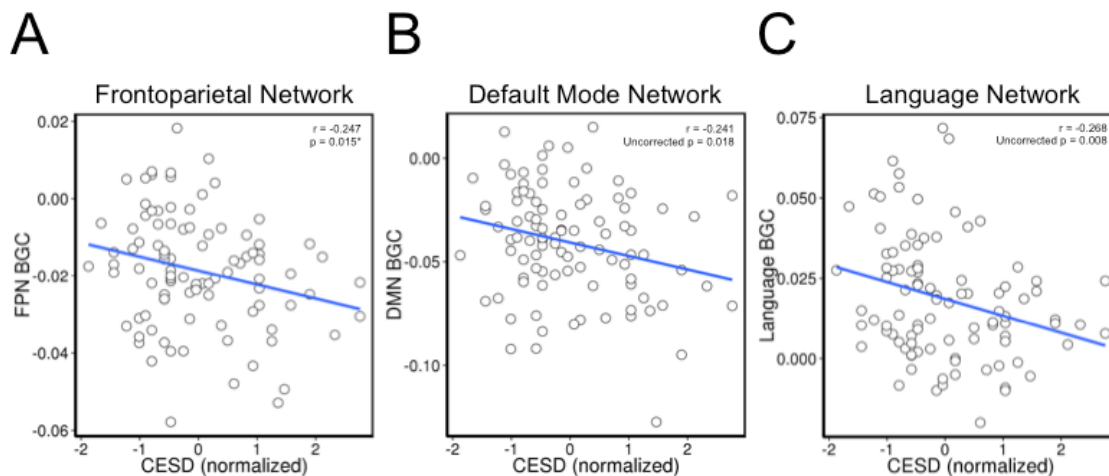 A
B
C
Frontoparietal Network
Default Mode Network
Language Network
r = -0.247
p = 0.015*
r = -0.241
Uncorrected p = 0.018
r = -0.268
Uncorrected p = 0.008
FPN BGC
0.02
0.00
-0.02
-0.04
-0.06
-2 -1 0 1 2
CESD (normalized)
DMN BGC
0.00
-0.05
-0.10
-2 -1 0 1 2
CESD (normalized)
Language BGC
0.075
0.050
0.025
0.000
-2 -1 0 1 2
CESD (normalized)